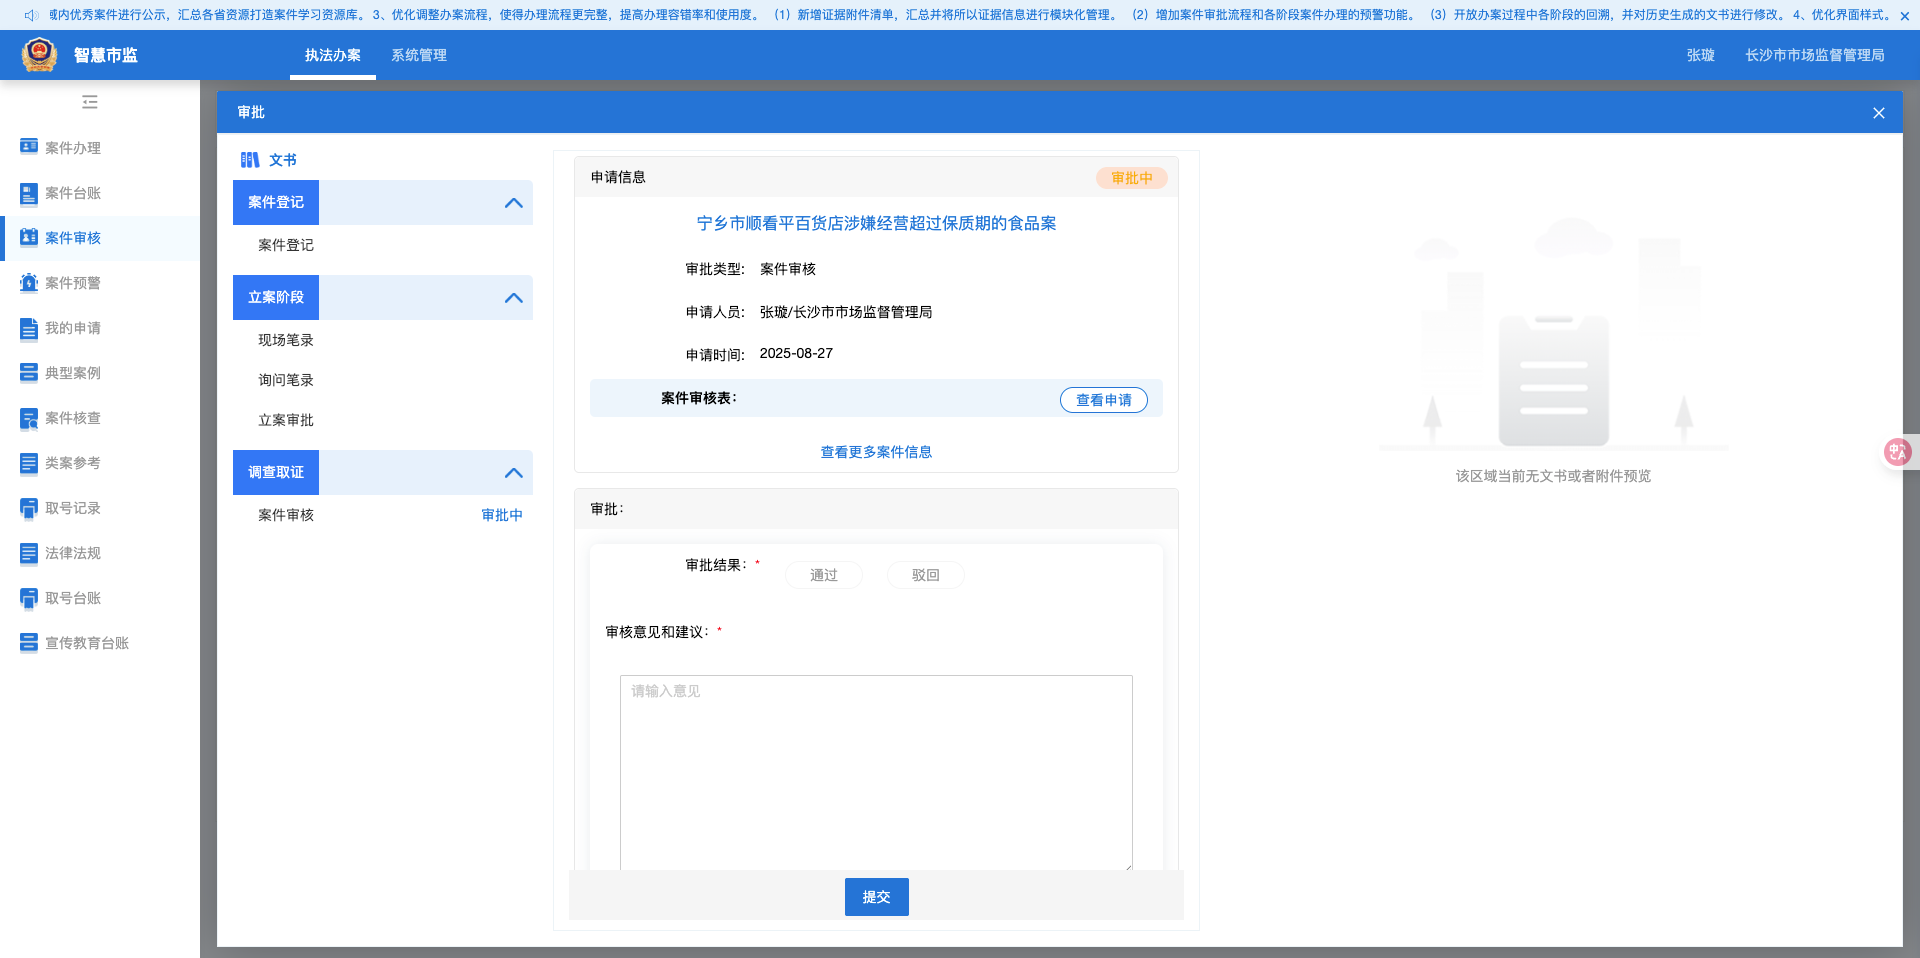 域内优秀案件进行公示，汇总各省资源打造案件学习资源库。 3、优化调整办案流程，使得办理流程更完整，提高办理容错率和使用度。 （1）新增证据附件清单，汇总并将所以证据信息进行模块化管理。 （2）增加案件审批流程和各阶段案件办理的预警功能。 （3）开放办案过程中各阶段的回溯，并对历史生成的文书进行修改。 4、优化界面样式。
智慧市监 执法办案 系统管理 张璇 长沙市市场监督管理局
案件办理
案件台账
案件审核
案件预警
我的申请
典型案例
案件核查
类案参考
取号记录
法律法规
取号台账
宣传教育台账
审批
文书
案件登记
案件登记
立案阶段
现场笔录
询问笔录
立案审批
调查取证
案件审核 审批中
申请信息 审批中
宁乡市顺看平百货店涉嫌经营超过保质期的食品案
审批类型: 案件审核
申请人员: 张璇/长沙市市场监督管理局
申请时间: 2025-08-27
案件审核表: 查看申请
查看更多案件信息
审批:
审批结果: * 通过 驳回
审核意见和建议: *
请输入意见
提交
该区域当前无文书或者附件预览